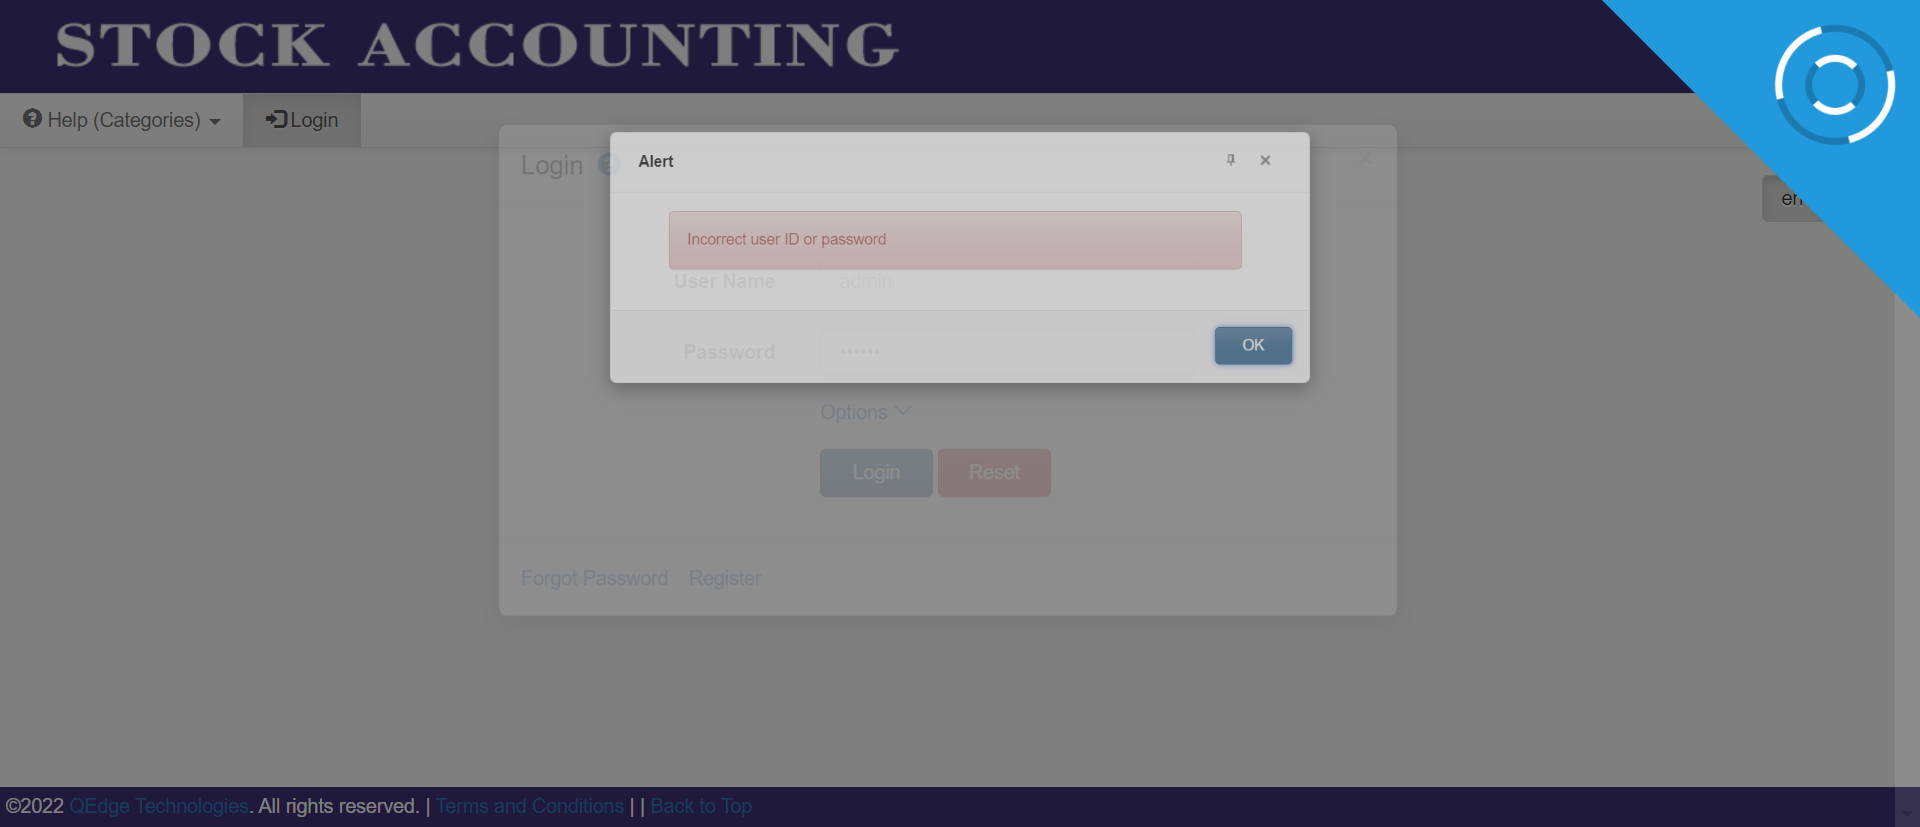 STOCK ACCOUNTING
Help (Categories)
Login
Login
Alert
en
Incorrect user ID or password
User Name
admin
Password
••••••
OK
Options
Login
Reset
Forgot Password
Register
©2022 QEdge Technologies. All rights reserved. | Terms and Conditions | | Back to Top